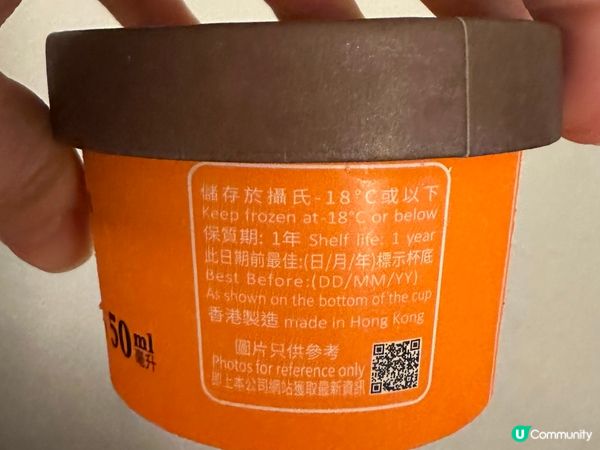 儲存於攝氏-18°C或以下
Keep frozen at -18°C or below
保質期: 1年 Shelf life: 1 year
此日期前最佳:(日/月/年)標示杯底
Best Before:(DD/MM/YY)
As shown on the bottom of the cup
香港製造 made in Hong Kong
圖片只供參考
Photos for reference only
即上本公司網站獲取最新資訊
50ml
毫升
U Community